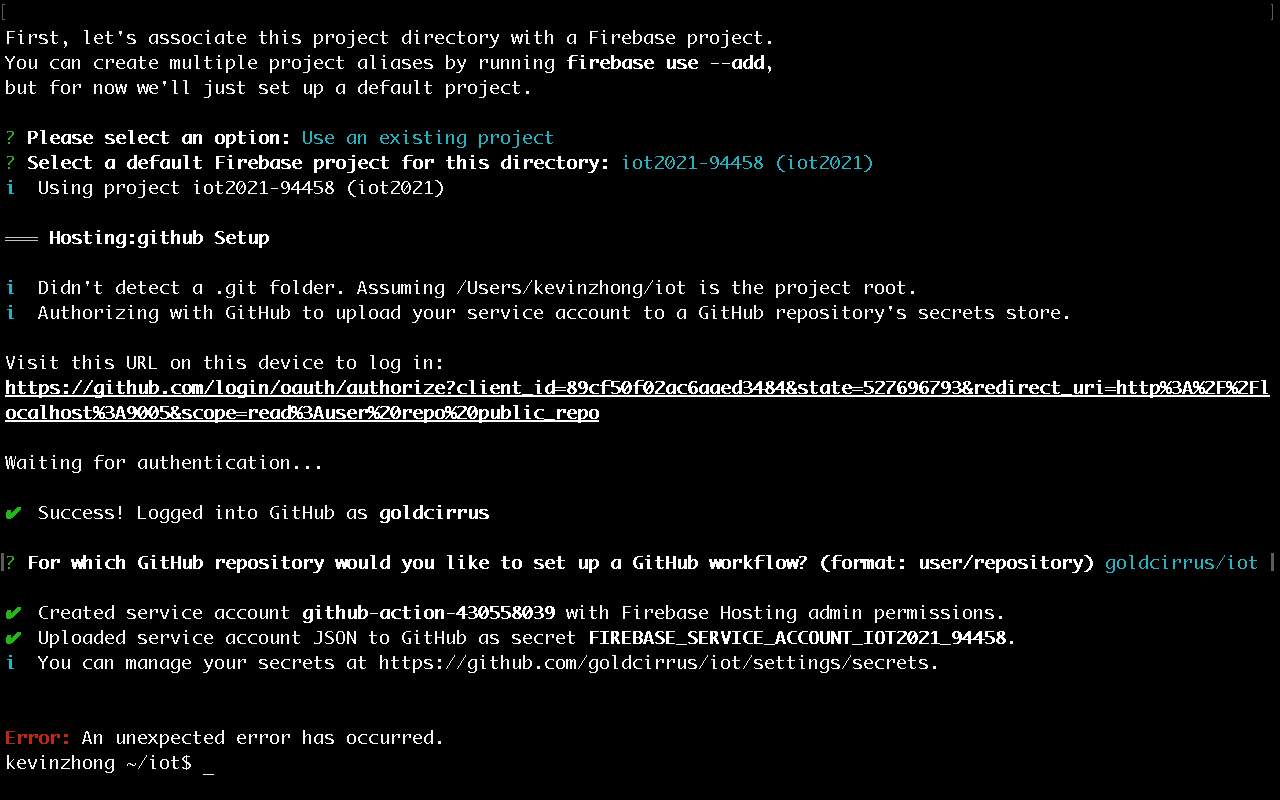 First, let's associate this project directory with a Firebase project.
You can create multiple project aliases by running firebase use --add,
but for now we'll just set up a default project.
? Please select an option: Use an existing project
? Select a default Firebase project for this directory: iot2021-94458 (iot2021)
i  Using project iot2021-94458 (iot2021)
=== Hosting:github Setup
i  Didn't detect a .git folder. Assuming /Users/kevinzhong/iot is the project root.
i  Authorizing with GitHub to upload your service account to a GitHub repository's secrets store.
Visit this URL on this device to log in:
https://github.com/login/oauth/authorize?client_id=89cf50f02ac6aaed3484&state=527696793&redirect_uri=http%3A%2F%2Fl
ocalhost%3A9005&scope=read%3Auser%20repo%20public_repo
Waiting for authentication...
✔  Success! Logged into GitHub as goldcirrus
? For which GitHub repository would you like to set up a GitHub workflow? (format: user/repository) goldcirrus/iot
✔  Created service account github-action-430558039 with Firebase Hosting admin permissions.
✔  Uploaded service account JSON to GitHub as secret FIREBASE_SERVICE_ACCOUNT_IOT2021_94458.
i  You can manage your secrets at https://github.com/goldcirrus/iot/settings/secrets.
Error: An unexpected error has occurred.
kevinzhong ~/iot$ _